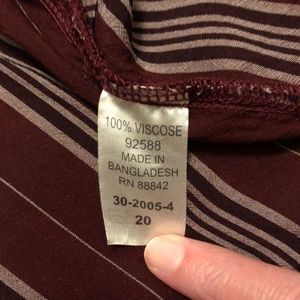 100% VISCOSE
92588
MADE IN
BANGLADESH
RN 88842
30-2005-4
20